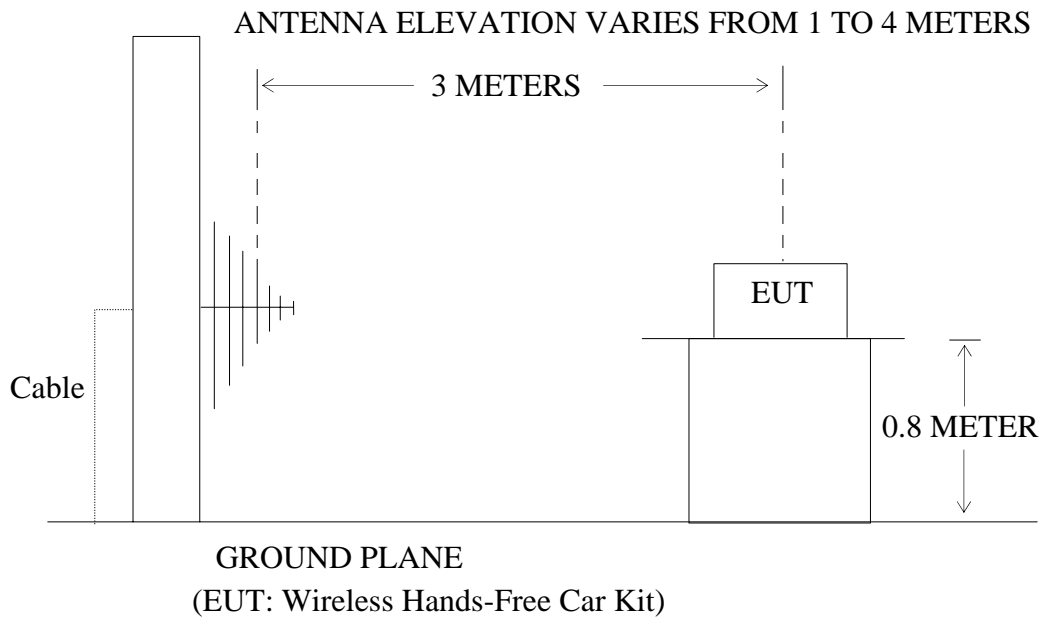 ANTENNA ELEVATION VARIES FROM 1 TO 4 METERS
3 METERS
EUT
Cable
0.8 METER
GROUND PLANE
(EUT: Wireless Hands-Free Car Kit)